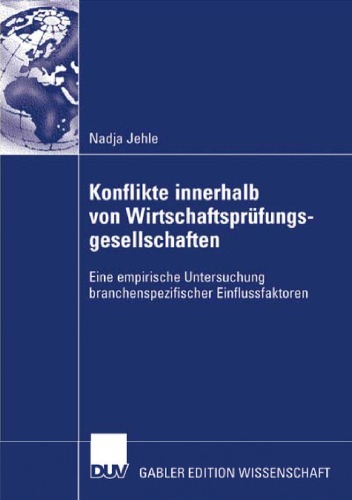 Nadja Jehle
Konflikte innerhalb
von Wirtschaftsprüfungs-
gesellschaften
Eine empirische Untersuchung
branchenspezifischer Einflussfaktoren
DUV
GABLER EDITION WISSENSCHAFT